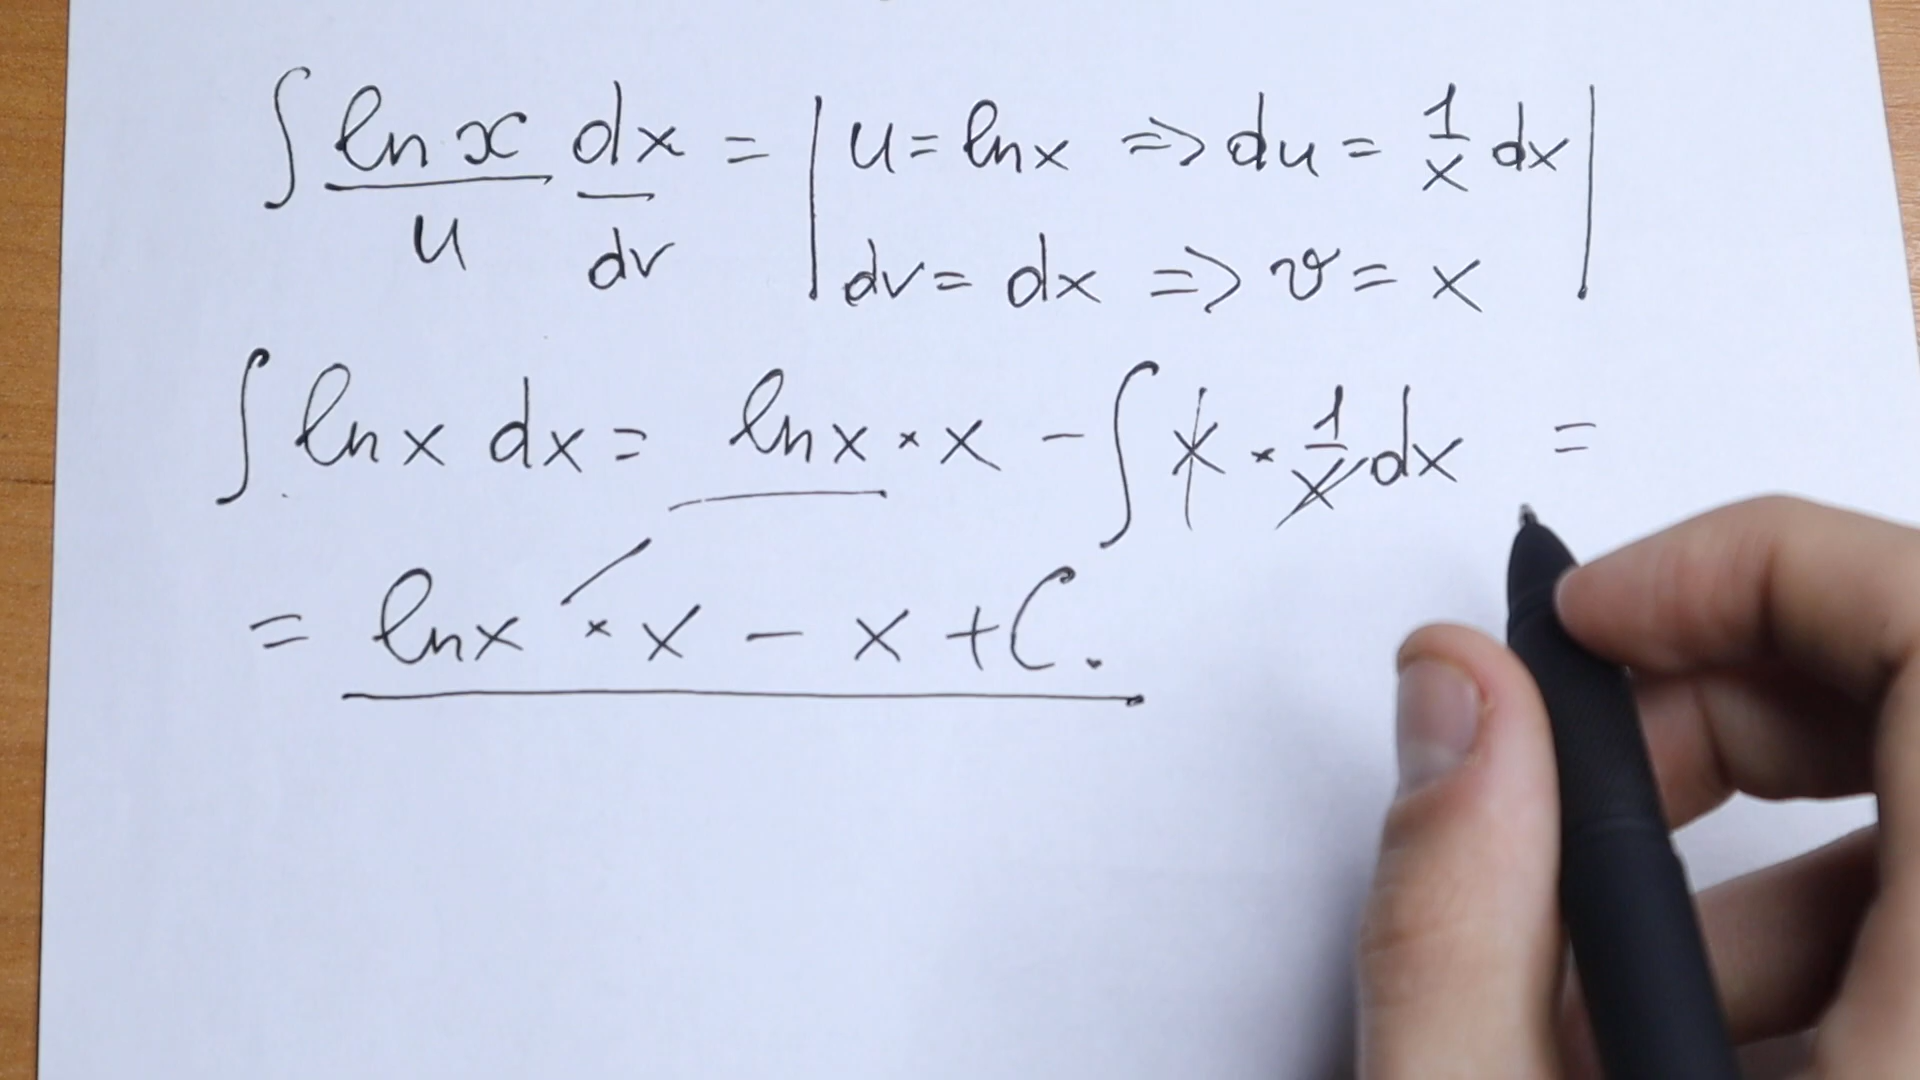 ∫ ln x dx = | u = ln x => du = 1/x dx |
u dv | dv = dx => v = x |
∫ ln x dx = ln x · x - ∫ x · 1/x dx =
= ln x · x - x + C.